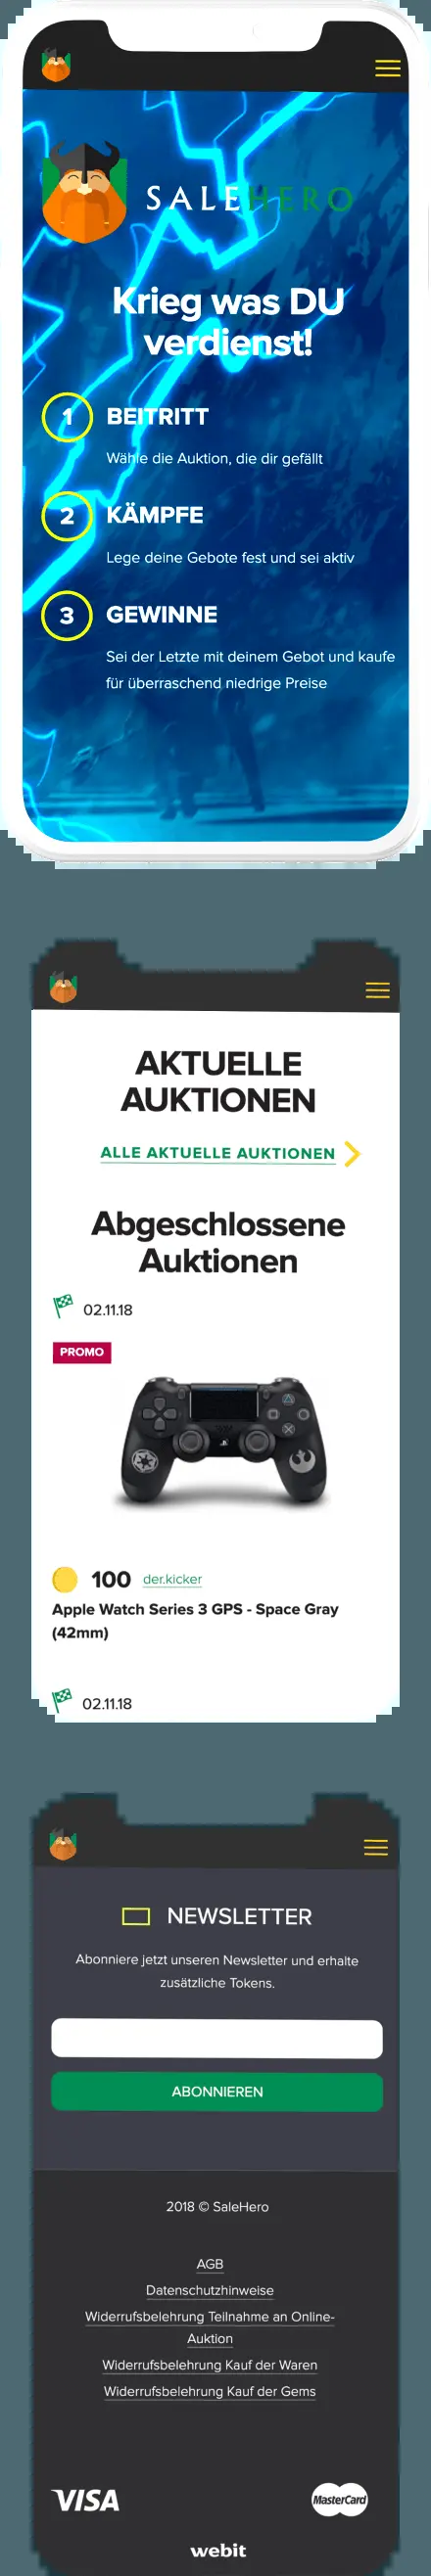 SALEHERO
Krieg was DU
verdienst!
1 BEITRITT
Wähle die Auktion, die dir gefällt
2 KÄMPFE
Lege deine Gebote fest und sei aktiv
3 GEWINNE
Sei der Letzte mit deinem Gebot und kaufe
für überraschend niedrige Preise
AKTUELLE
AUKTIONEN
ALLE AKTUELLE AUKTIONEN
Abgeschlossene
Auktionen
02.11.18
PROMO
100 der.kicker
Apple Watch Series 3 GPS - Space Gray
(42mm)
02.11.18
NEWSLETTER
Abonniere jetzt unseren Newsletter und erhalte
zusätzliche Tokens.
ABONNIEREN
2018 © SaleHero
AGB
Datenschutzhinweise
Widerrufsbelehrung Teilnahme an Online-
Auktion
Widerrufsbelehrung Kauf der Waren
Widerrufsbelehrung Kauf der Gems
VISA MasterCard
webit